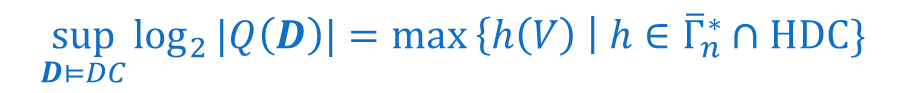 sup log₂ |Q(D)| = max {h(V) | h ∈ Γ̄ₙ* ∩ HDC}
D⊨DC